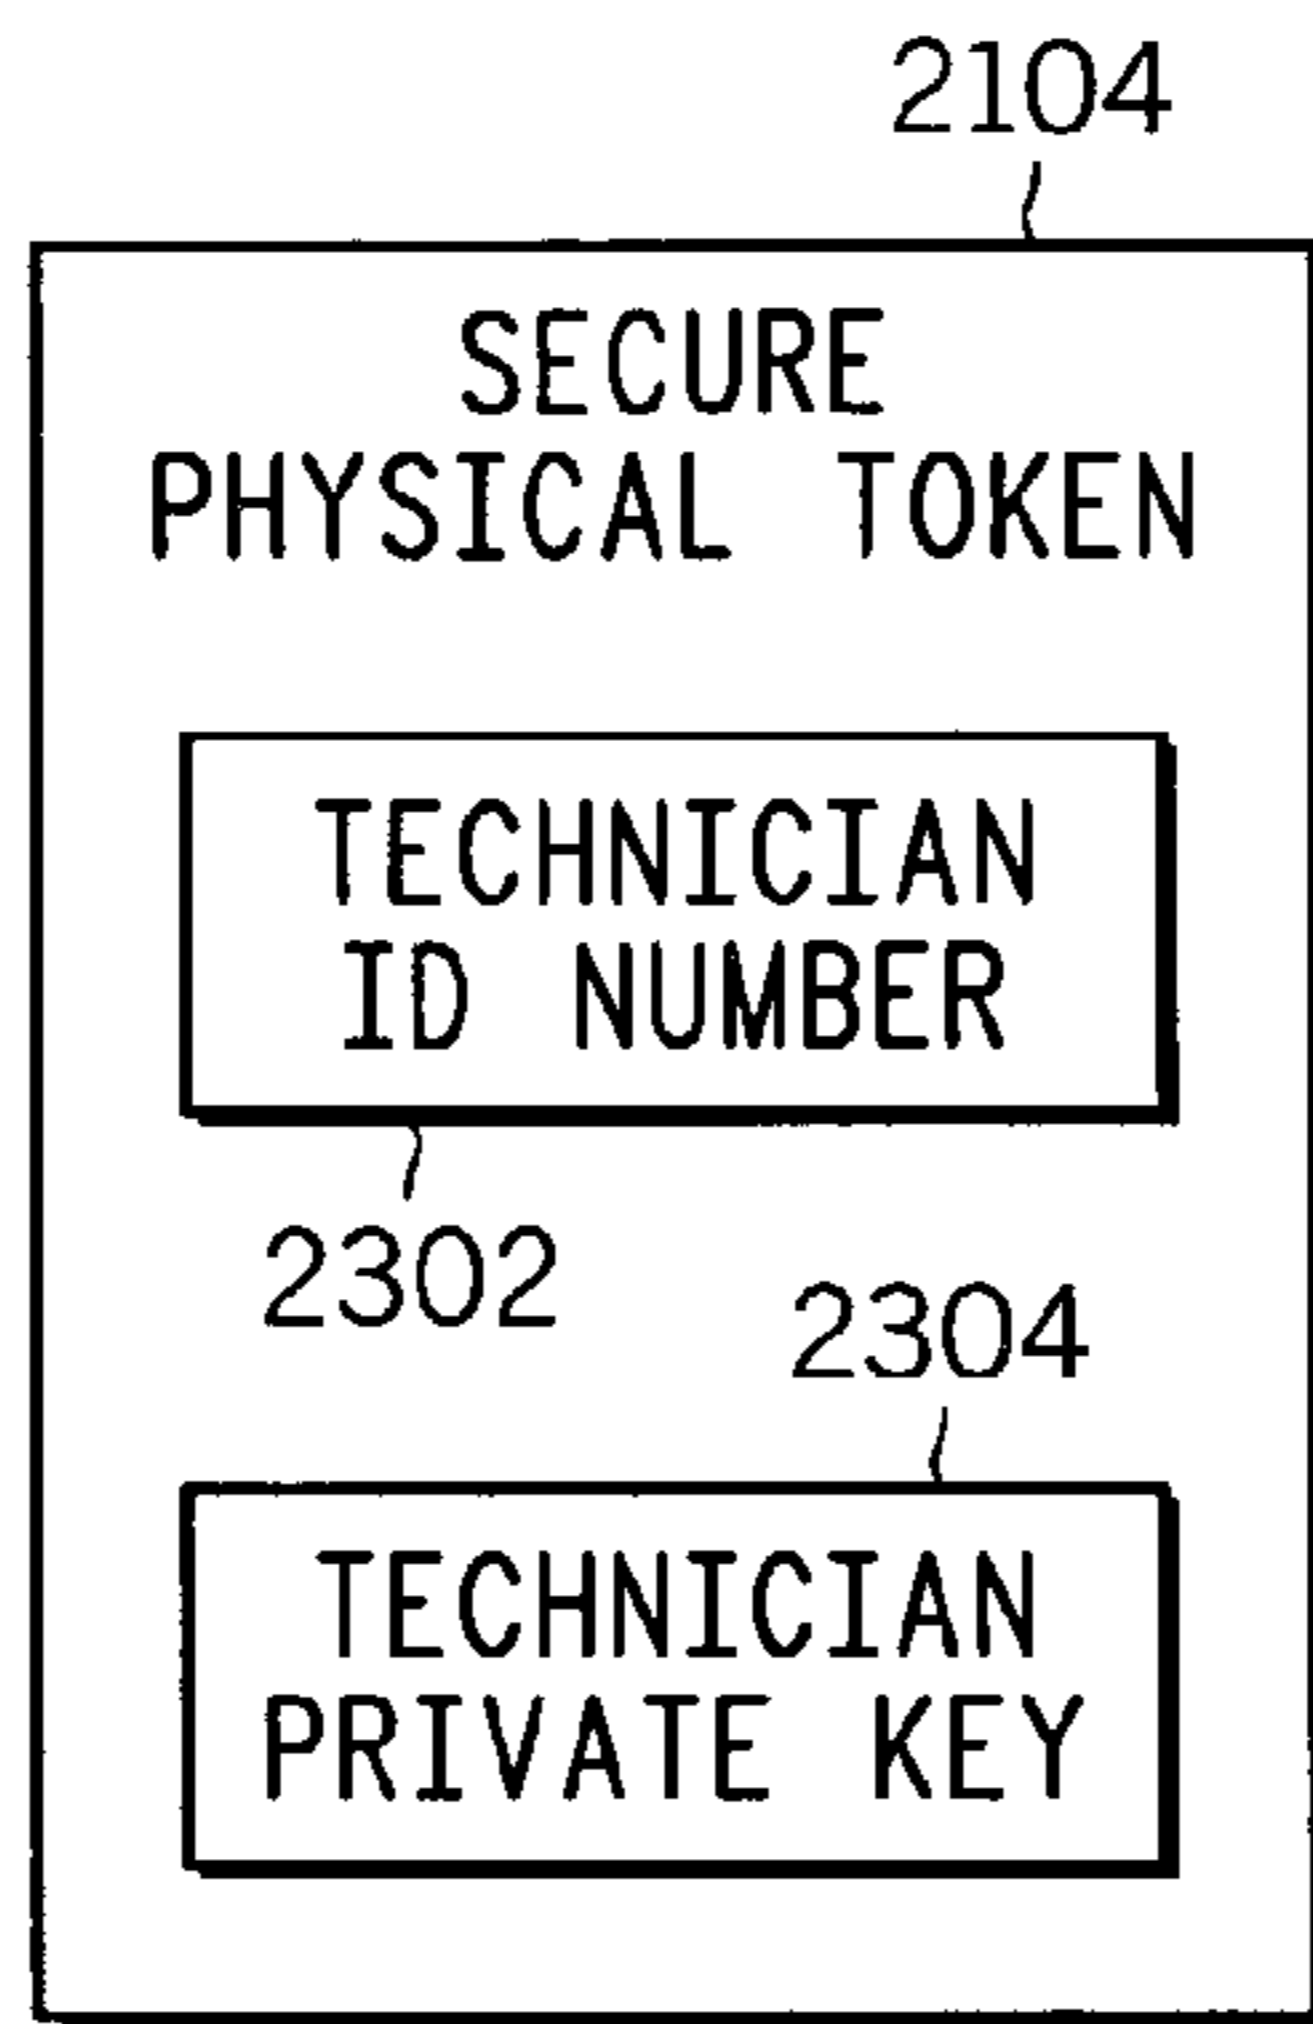 2104
SECURE
PHYSICAL TOKEN
TECHNICIAN
ID NUMBER
2302
2304
TECHNICIAN
PRIVATE KEY